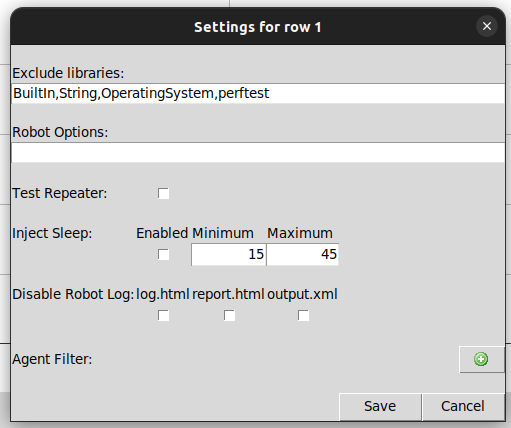 Settings for row 1
Exclude libraries:
BuiltIn,String,OperatingSystem,perftest
Robot Options:
Test Repeater:
Inject Sleep: Enabled Minimum Maximum
15 45
Disable Robot Log: log.html report.html output.xml
Agent Filter:
Save Cancel